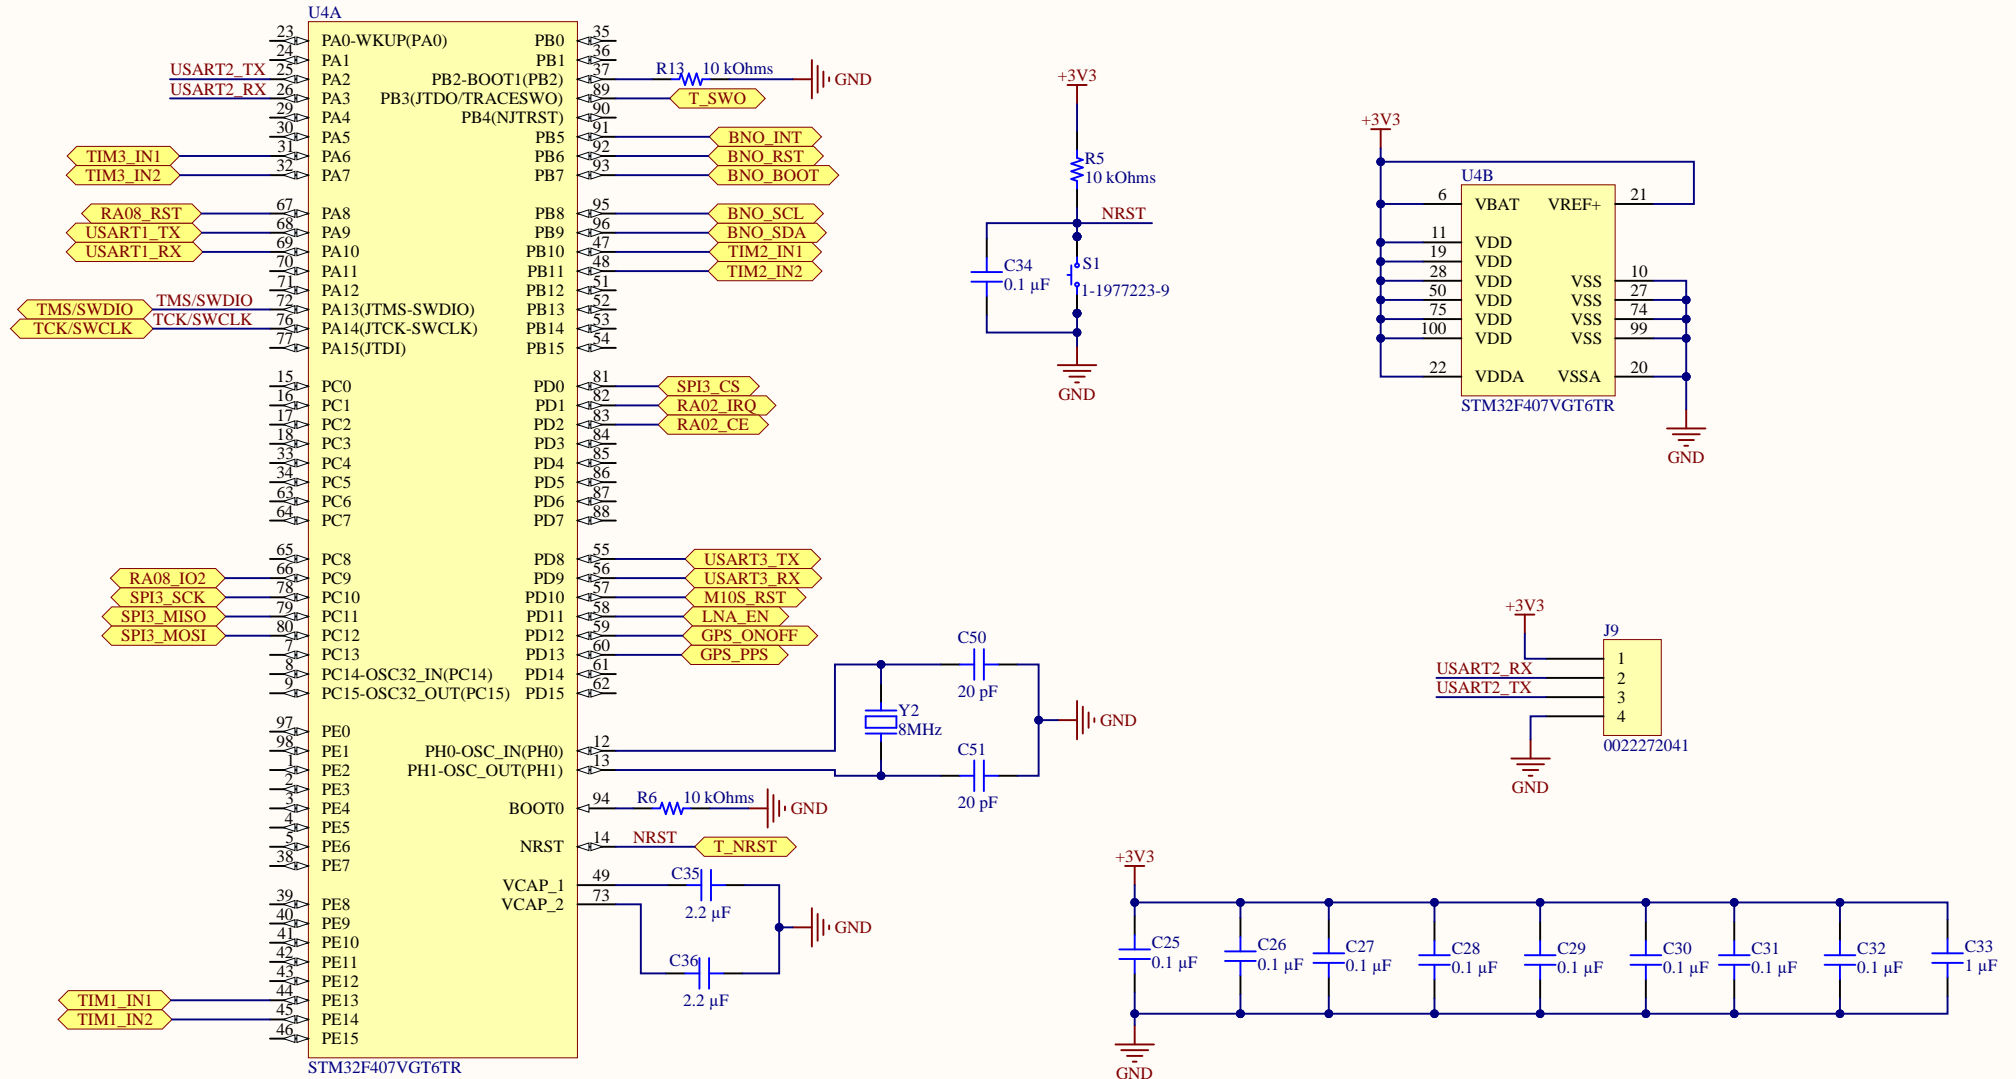 U4A
23 PA0-WKUP(PA0) PB0 35
24 PA1 PB1 36
USART2_TX 25 PA2 PB2-BOOT1(PB2) 37 R13 10 kOhms GND
USART2_RX 26 PA3 PB3(JTDO/TRACESWO) 89 T_SWO
29 PA4 PB4(NJTRST) 90
30 PA5 PB5 91 BNO_INT
TIM3_IN1 31 PA6 PB6 92 BNO_RST
TIM3_IN2 32 PA7 PB7 93 BNO_BOOT
RA08_RST 67 PA8 PB8 95 BNO_SCL
USART1_TX 68 PA9 PB9 96 BNO_SDA
USART1_RX 69 PA10 PB10 47 TIM2_IN1
70 PA11 PB11 48 TIM2_IN2
71 PA12 PB12 51
TMS/SWDIO TMS/SWDIO 72 PA13(JTMS-SWDIO) PB13 52
TCK/SWCLK TCK/SWCLK 76 PA14(JTCK-SWCLK) PB14 53
77 PA15(JTDI) PB15 54
15 PC0 PD0 81 SPI3_CS
16 PC1 PD1 82 RA02_IRQ
17 PC2 PD2 83 RA02_CE
18 PC3 PD3 84
33 PC4 PD4 85
34 PC5 PD5 86
63 PC6 PD6 87
64 PC7 PD7 88
65 PC8 PD8 55 USART3_TX
RA08_IO2 66 PC9 PD9 56 USART3_RX
SPI3_SCK 78 PC10 PD10 57 M10S_RST
SPI3_MISO 79 PC11 PD11 58 LNA_EN
SPI3_MOSI 80 PC12 PD12 59 GPS_ONOFF
7 PC13 PD13 60 GPS_PPS
8 PC14-OSC32_IN(PC14) PD14 61
9 PC15-OSC32_OUT(PC15) PD15 62
97 PE0
98 PE1 PH0-OSC_IN(PH0) 12
1 PE2 PH1-OSC_OUT(PH1) 13
2 PE3
3 PE4 BOOT0 94 R6 10 kOhms GND
4 PE5
5 PE6 NRST 14 NRST T_NRST
38 PE7
VCAP_1 49 C35
2.2 µF
39 PE8 VCAP_2 73
GND
40 PE9
41 PE10
42 PE11 C36
2.2 µF
43 PE12
TIM1_IN1 44 PE13
TIM1_IN2 45 PE14
46 PE15
STM32F407VGT6TR
C50
20 pF
Y2
8MHz
GND
C51
20 pF
+3V3
R5
10 kOhms
NRST
C34
0.1 µF
S1
1-1977223-9
GND
+3V3
U4B
6 VBAT VREF+ 21
11 VDD
19 VDD
28 VDD VSS 10
50 VDD VSS 27
75 VDD VSS 74
100 VDD VSS 99
22 VDDA VSSA 20
STM32F407VGT6TR
GND
+3V3
J9
1
USART2_RX 2
USART2_TX 3
4
0022272041
GND
+3V3
C25 C26 C27 C28 C29 C30 C31 C32 C33
0.1 µF 0.1 µF 0.1 µF 0.1 µF 0.1 µF 0.1 µF 0.1 µF 0.1 µF 1 µF
GND